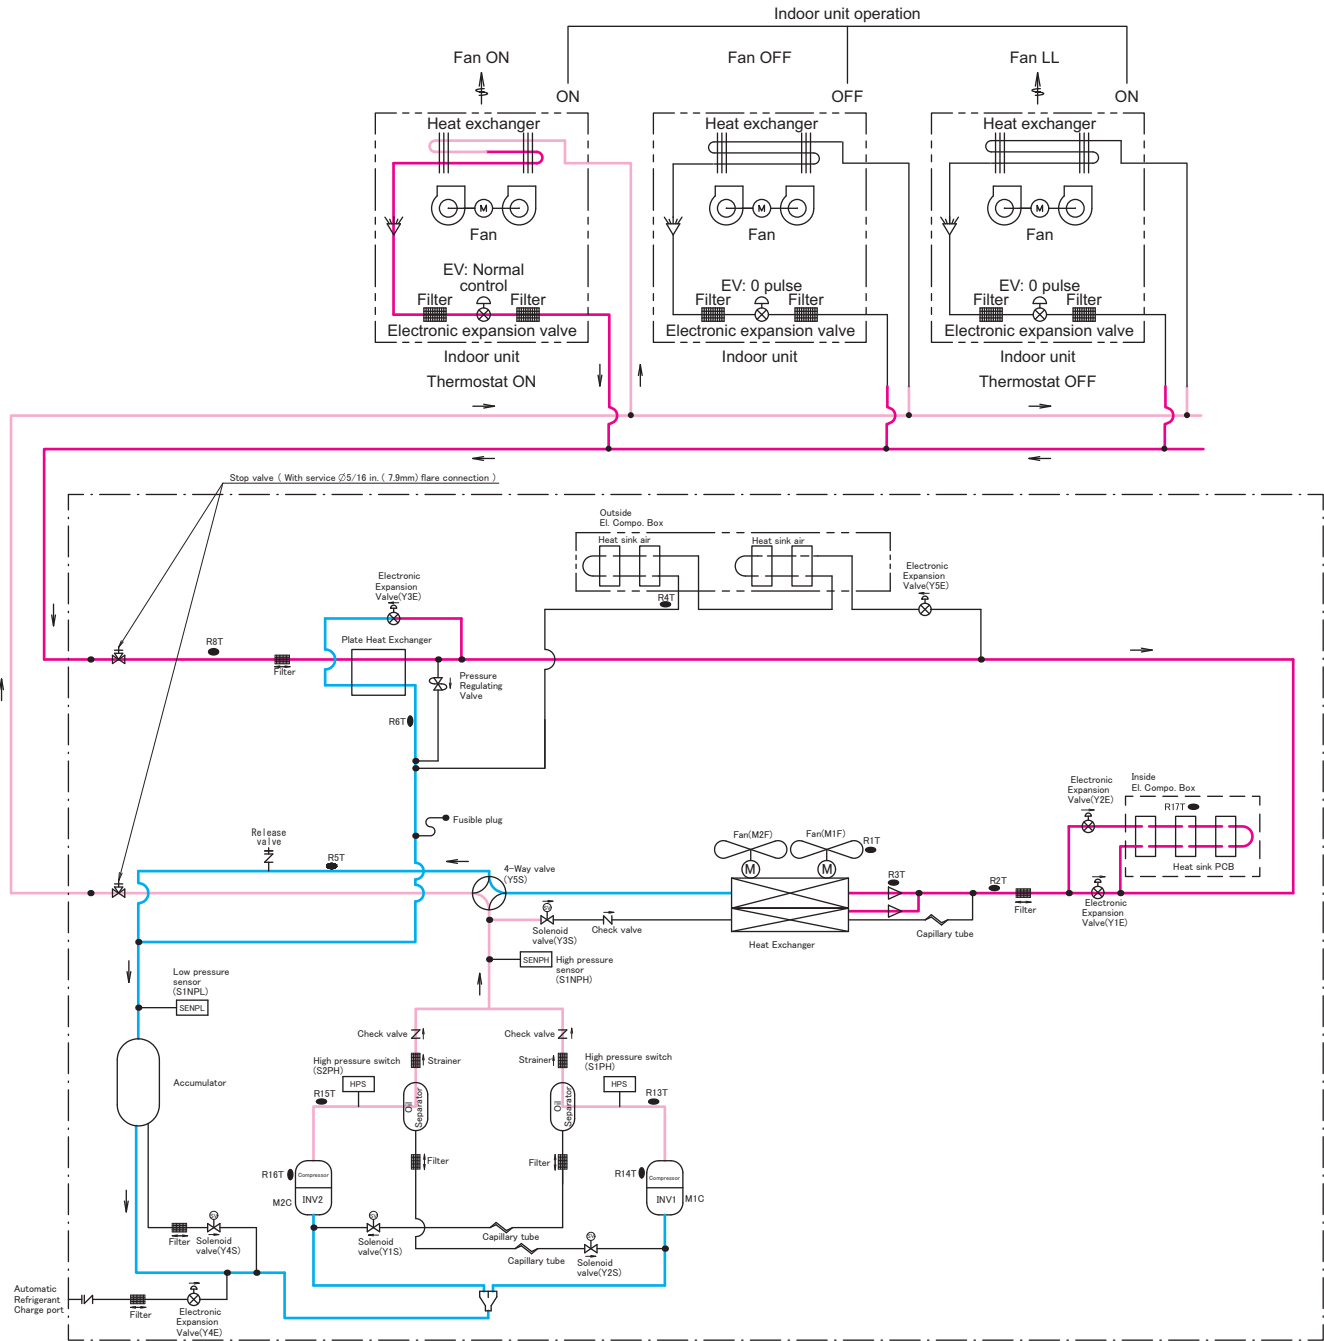 Indoor unit operation
Fan ON
Fan OFF
Fan LL
ON
OFF
ON
Heat exchanger
Heat exchanger
Heat exchanger
M
M
M
Fan
Fan
Fan
EV: Normal
control
EV: 0 pulse
EV: 0 pulse
Filter
Filter
Filter
Filter
Filter
Filter
Electronic expansion valve
Electronic expansion valve
Electronic expansion valve
Indoor unit
Indoor unit
Indoor unit
Thermostat ON
Thermostat OFF
Stop valve ( With service ∅5/16 in. ( 7.9mm) flare connection )
Outside
El. Compo. Box
Heat sink air
Heat sink air
Electronic
Expansion
Valve(Y3E)
R4T
Electronic
Expansion
Valve(Y5E)
R8T
Plate Heat Exchanger
Filter
Pressure
Regulating
Valve
R6T
Electronic
Expansion
Valve(Y2E)
Inside
El. Compo. Box
R17T
Heat sink PCB
Fusible plug
Release
valve
R5T
4-Way valve
(Y5S)
Fan(M2F)
Fan(M1F)
R1T
M
M
R3T
R2T
Filter
Electronic
Expansion
Valve(Y1E)
SV
Solenoid
valve(Y3S)
Check valve
Heat Exchanger
Capillary tube
SENPH
High pressure
sensor
(S1NPH)
Low pressure
sensor
(S1NPL)
SENPL
Check valve
Check valve
High pressure switch
(S2PH)
Strainer
Strainer
High pressure switch
(S1PH)
HPS
HPS
R15T
R13T
Oil
Separator
Oil
Separator
Accumulator
Filter
Filter
R16T
Compressor
INV2
M2C
R14T
Compressor
INV1
M1C
SV
Solenoid
valve(Y1S)
Capillary tube
Capillary tube
SV
Solenoid
valve(Y2S)
SV
Filter
Solenoid
valve(Y4S)
Automatic
Refrigerant
Charge port
Filter
Electronic
Expansion
Valve(Y4E)